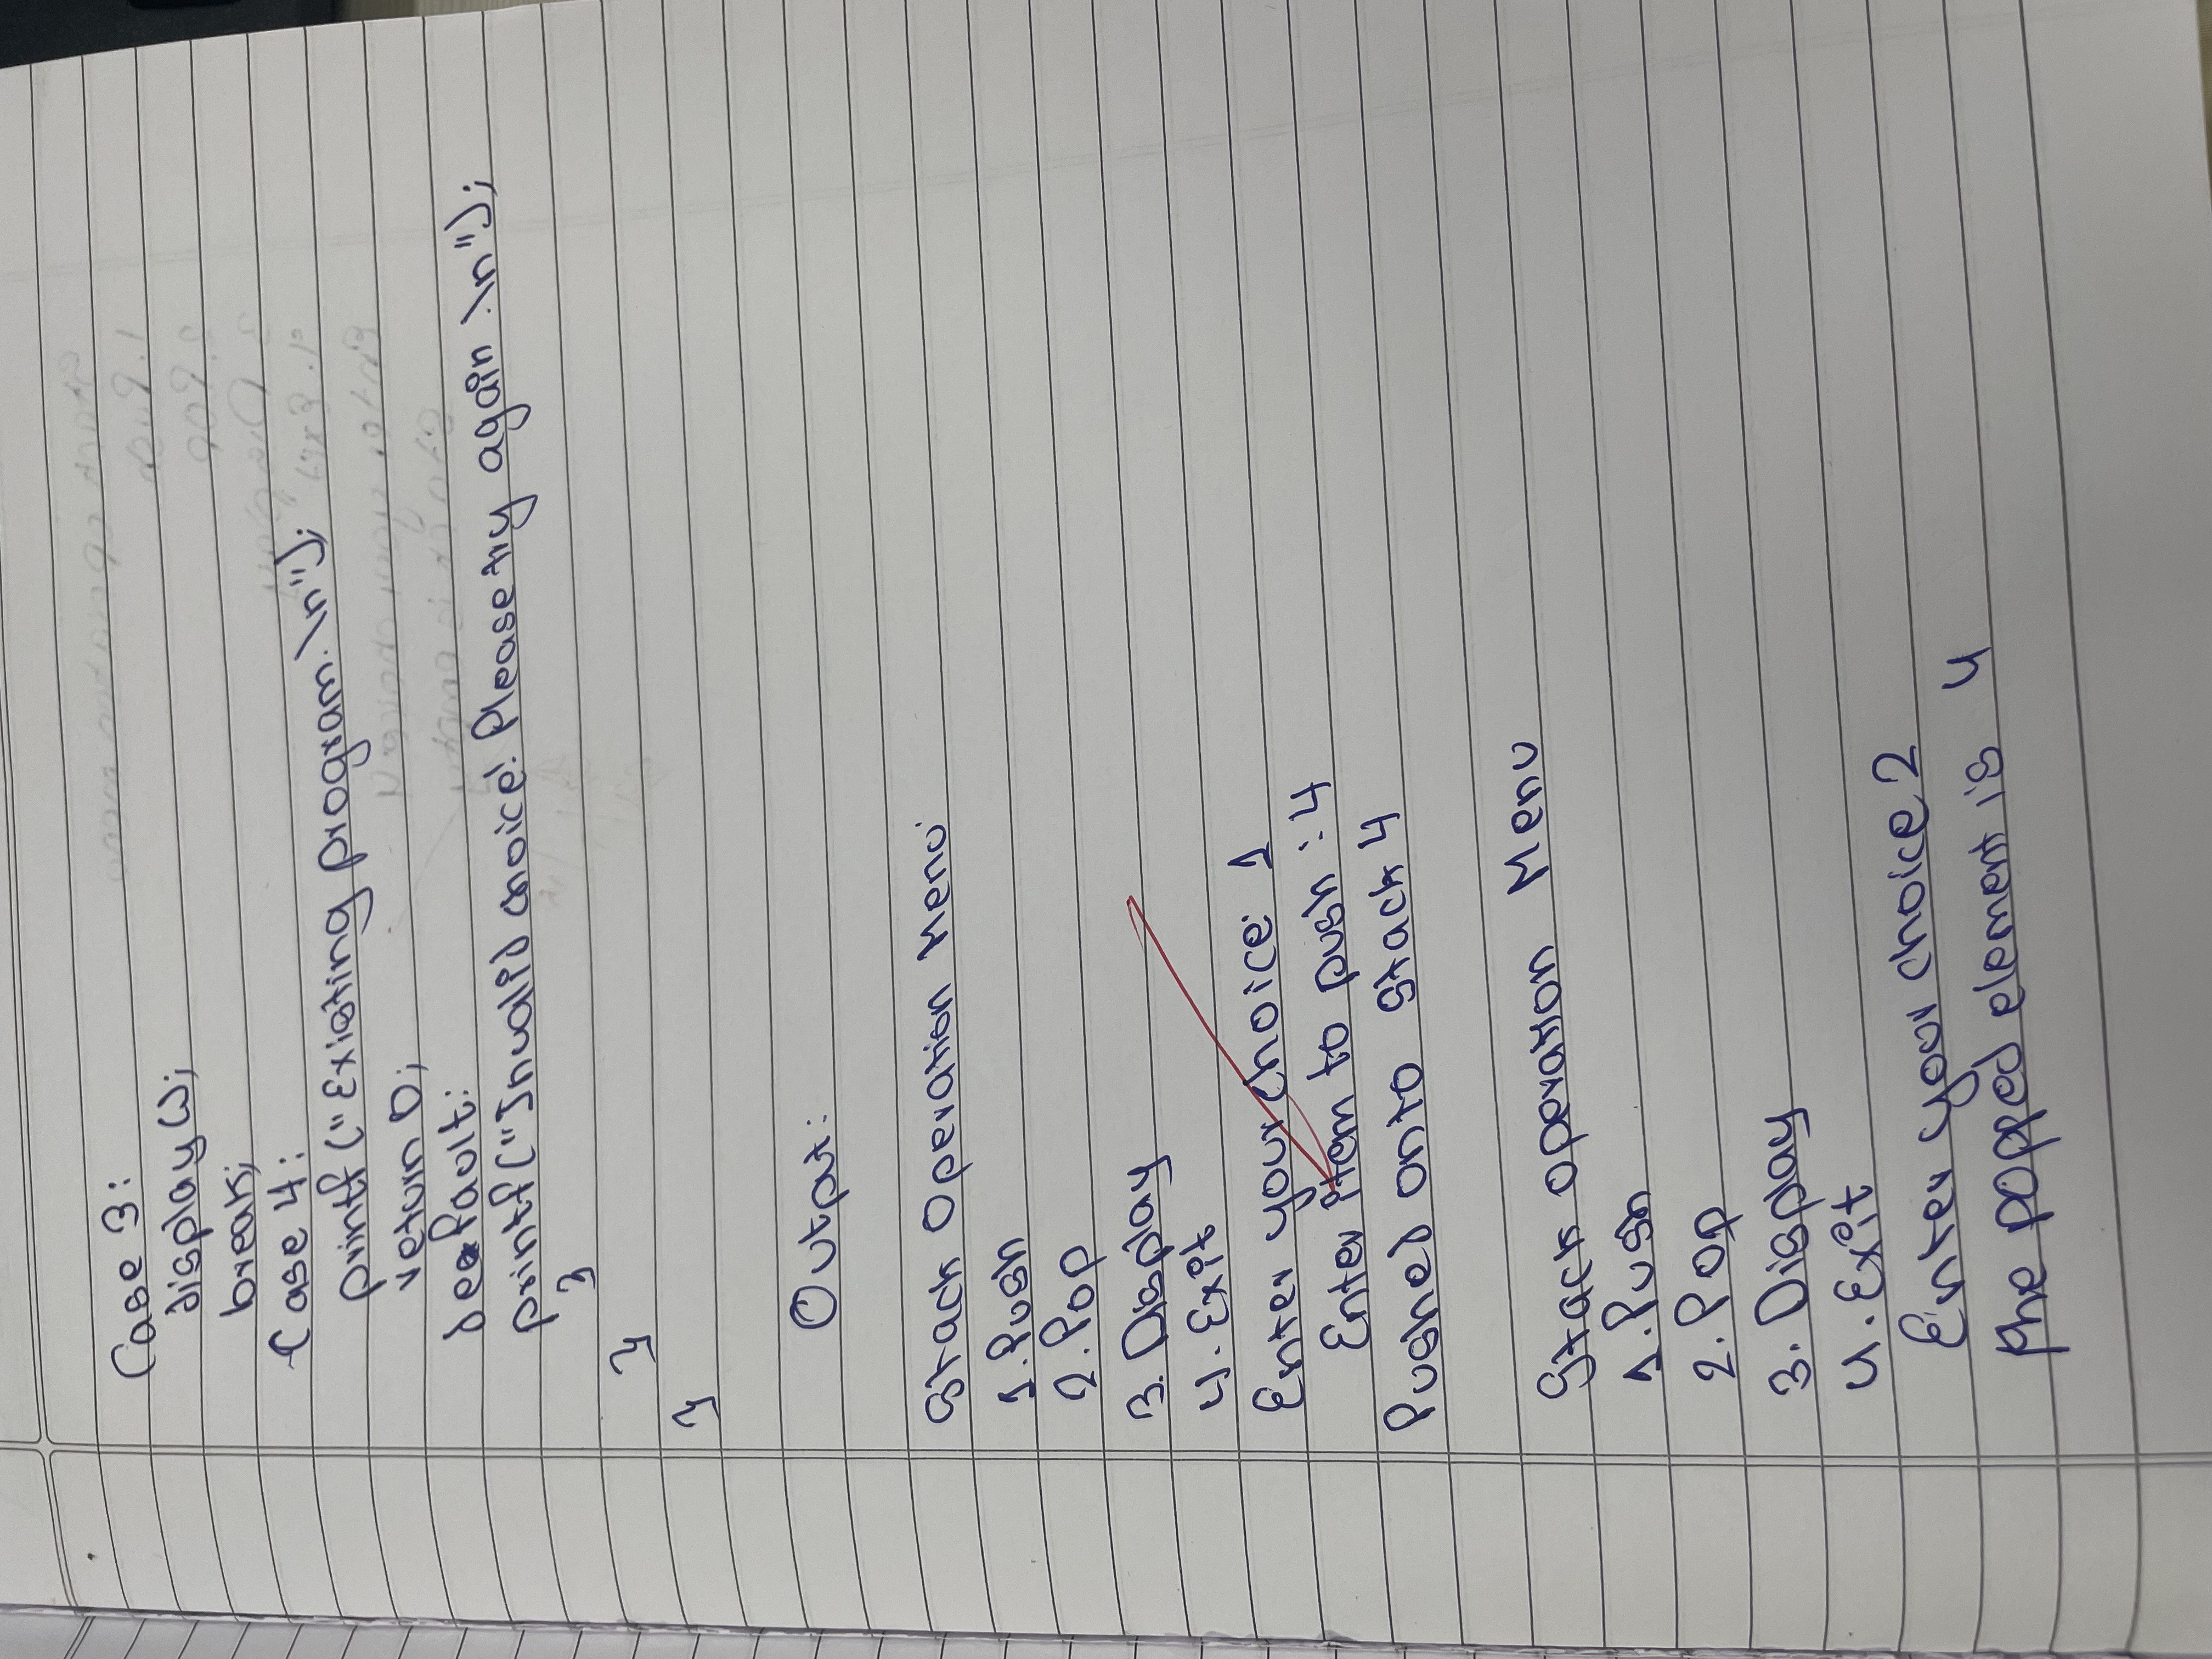 Case 3:
display();
break;
Case 4:
printf("Existing program.\n");
return 0;
default:
printf("Invalid choice! Please try again.\n");
}
}
}
Output:
Stack Operation Menu
1. Push
2. Pop
3. Display
4. Exit
Enter your choice: 1
Enter item to push : 4
Pushed onto Stack 4
Stack operation Menu
1. Push
2. Pop
3. Display
4. Exit
Enter your choice 2
the popped element is 4